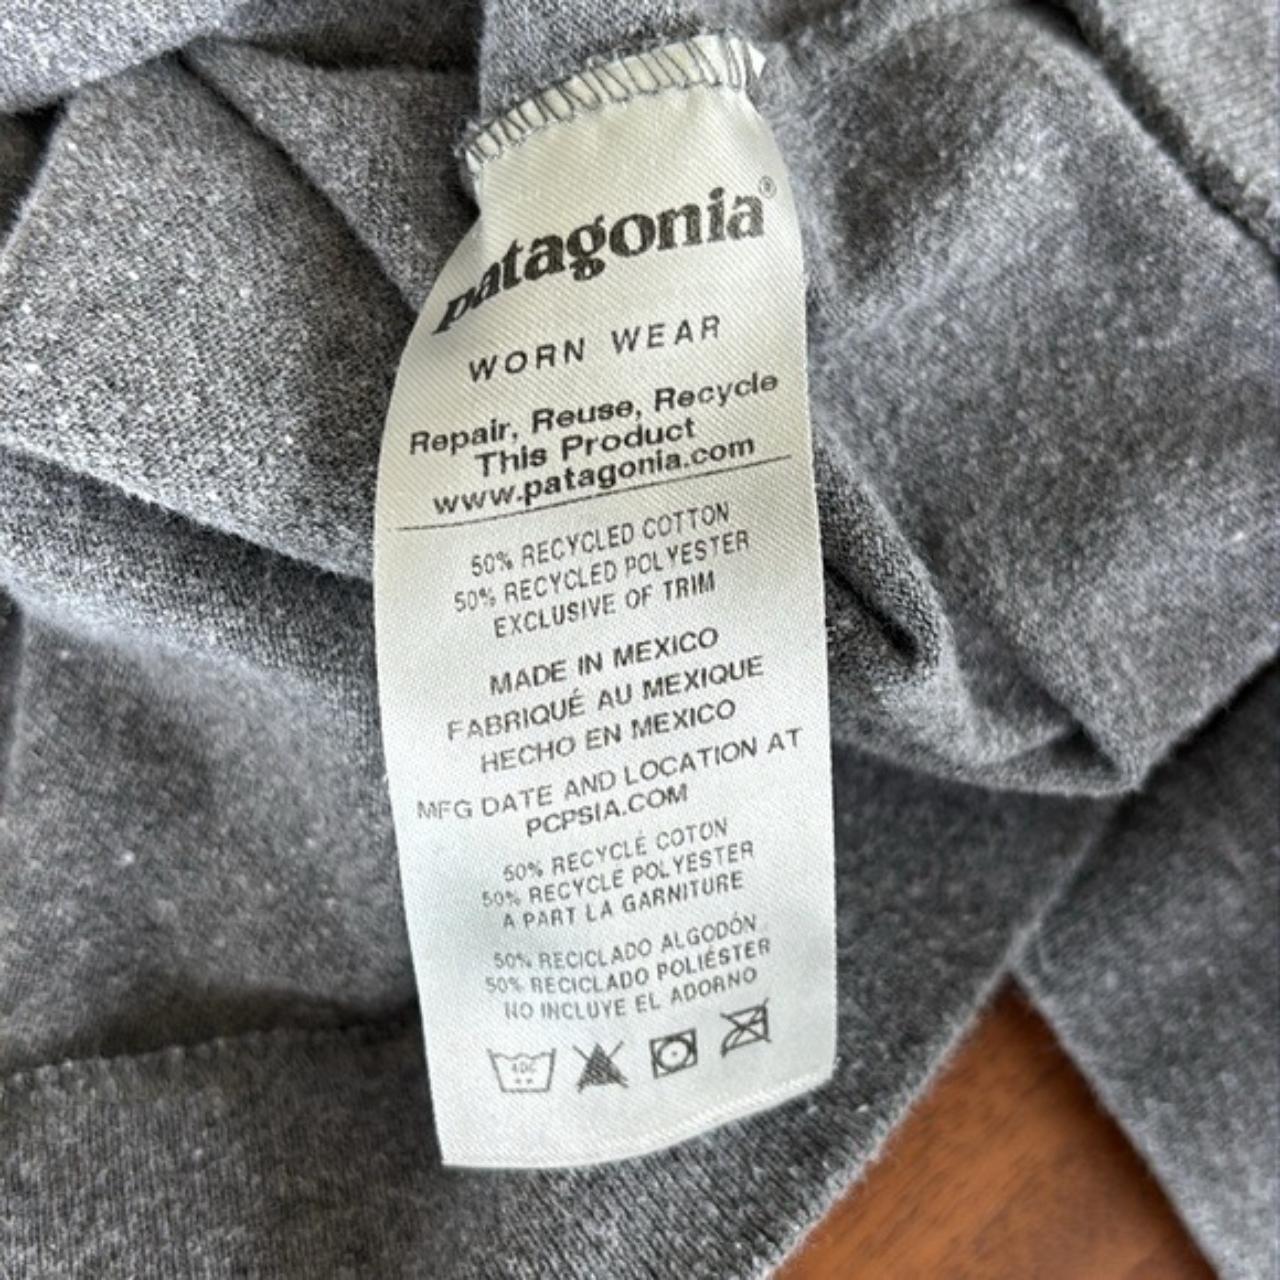 patagonia®
WORN WEAR
Repair, Reuse, Recycle
This Product
www.patagonia.com
50% RECYCLED COTTON
50% RECYCLED POLYESTER
EXCLUSIVE OF TRIM
MADE IN MEXICO
FABRIQUÉ AU MEXIQUE
HECHO EN MEXICO
MFG DATE AND LOCATION AT
PCPSIA.COM
50% RECYCLÉ COTON
50% RECYCLÉ POLYESTER
A PART LA GARNITURE
50% RECICLADO ALGODÓN
50% RECICLADO POLIÉSTER
NO INCLUYE EL ADORNO
40C